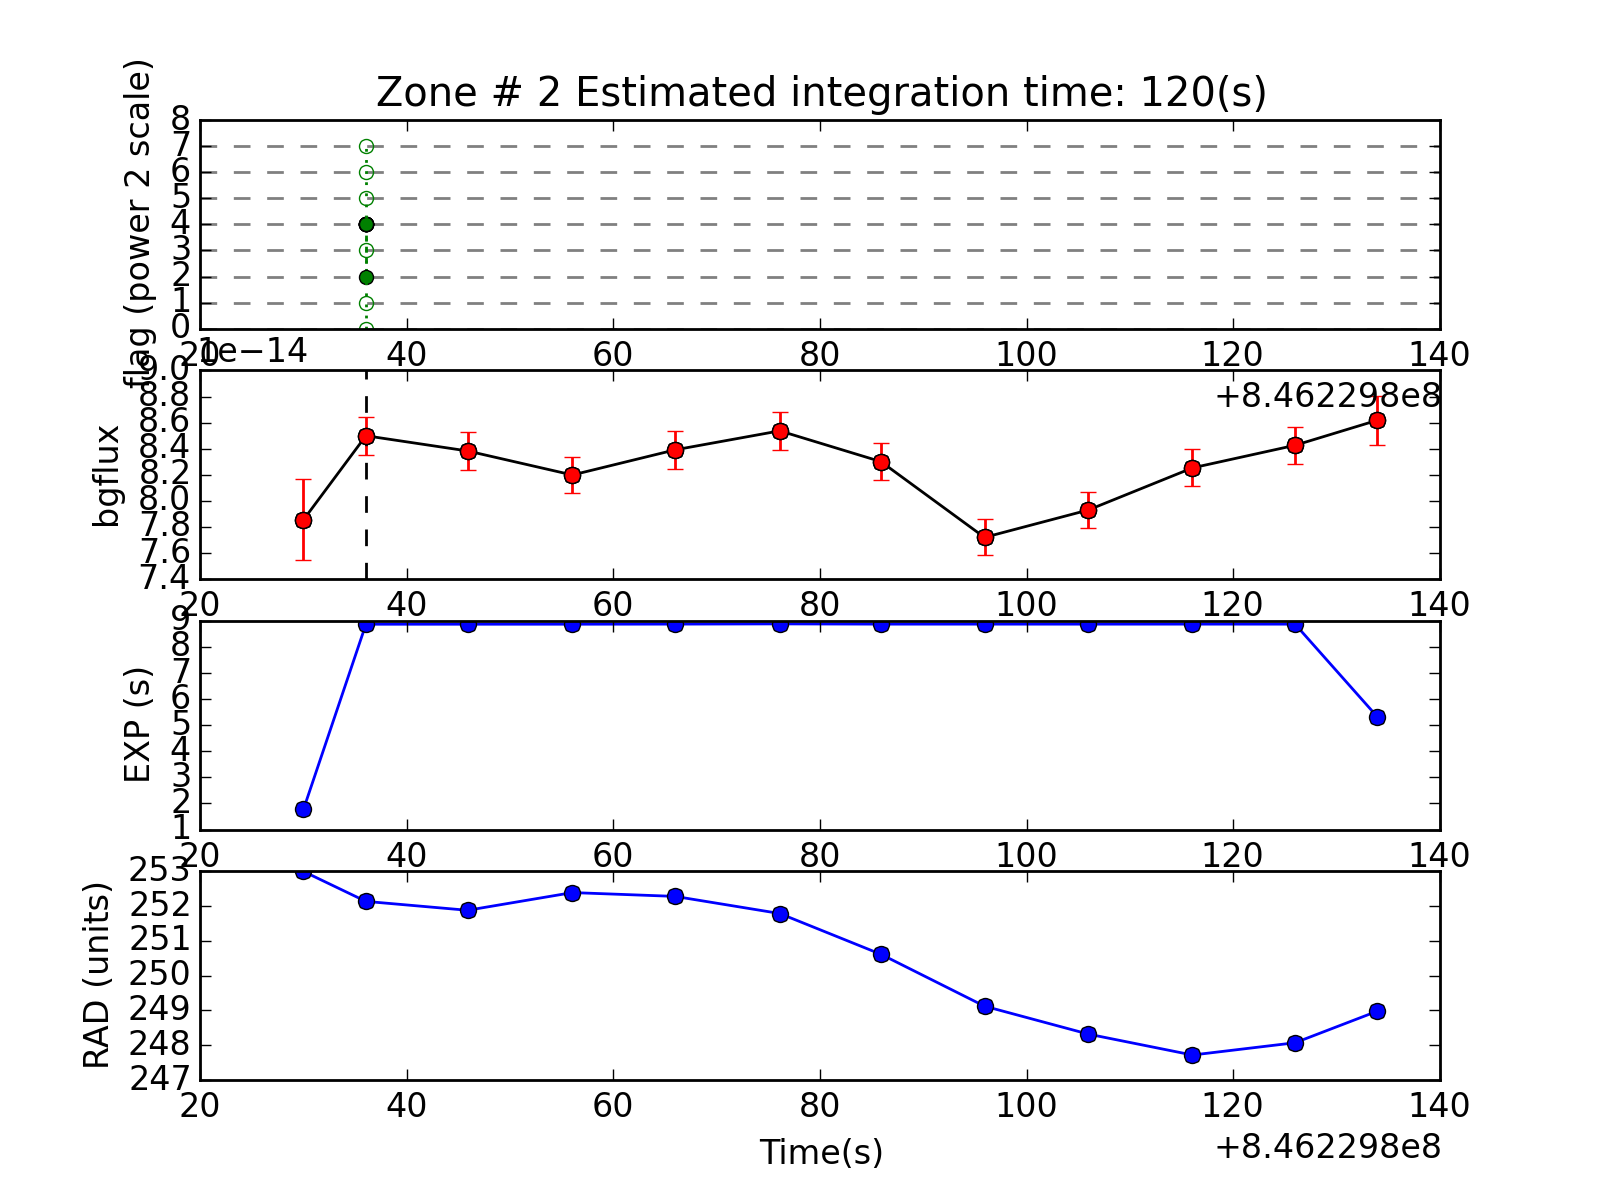 Zone # 2 Estimated integration time: 120(s)
flag (power 2 scale)
8
7
6
5
4
3
2
1
0
20 40 60 80 100 120 140
1e−14
+8.462298e8
bgflux
9.0
8.8
8.6
8.4
8.2
8.0
7.8
7.6
7.4
20 40 60 80 100 120 140
EXP (s)
9
8
7
6
5
4
3
2
1
20 40 60 80 100 120 140
RAD (units)
253
252
251
250
249
248
247
20 40 60 80 100 120 140
Time(s)
+8.462298e8